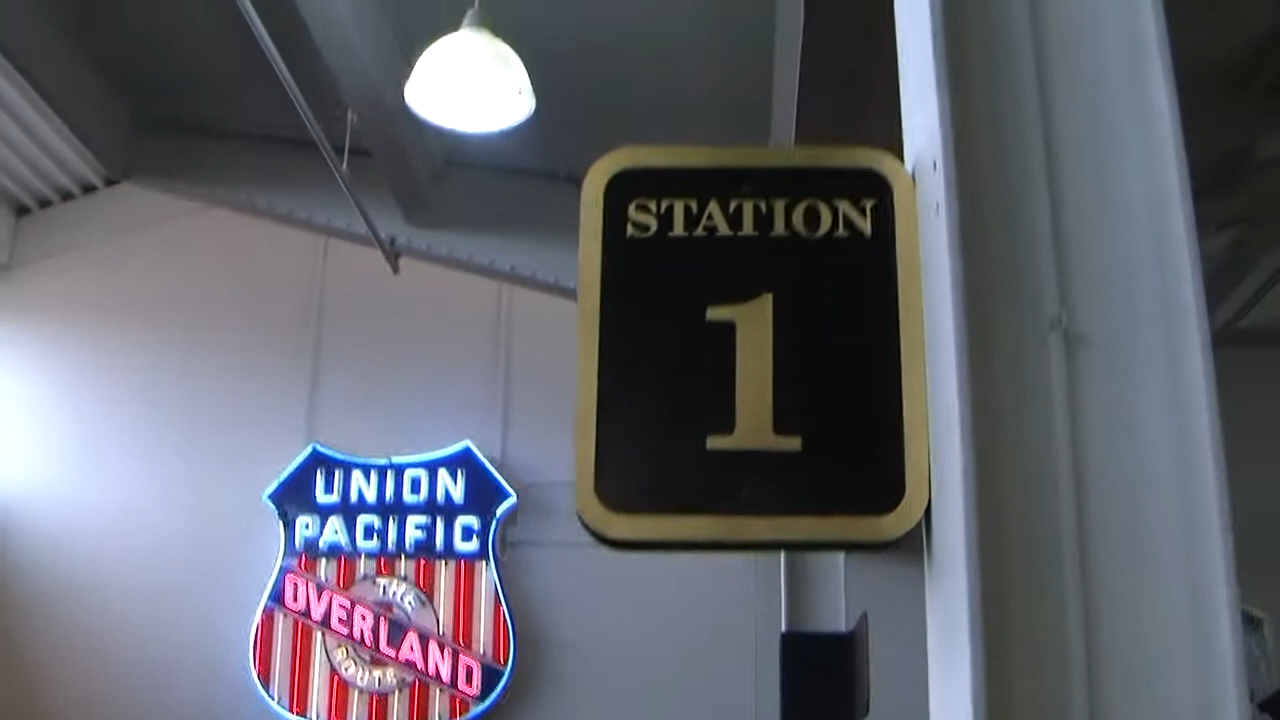 STATION
1
UNION
PACIFIC
THE
OVERLAND
ROUTE